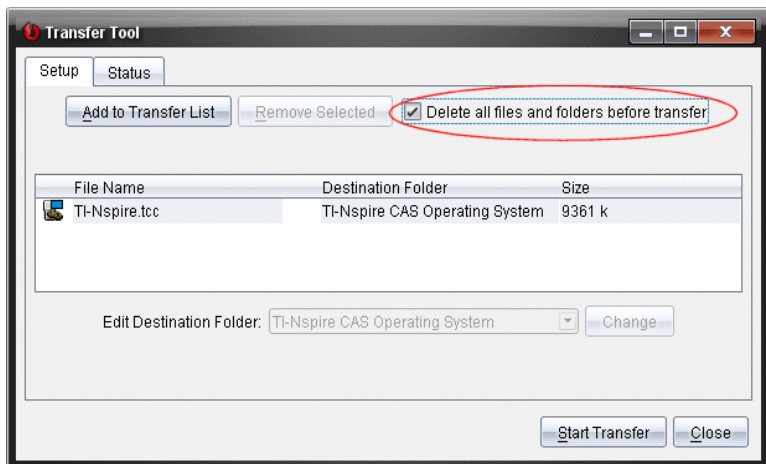 Transfer Tool
Setup Status
Add to Transfer List Remove Selected Delete all files and folders before transfer
File Name Destination Folder Size
TI-Nspire.tcc TI-Nspire CAS Operating System 9361 k
Edit Destination Folder: TI-Nspire CAS Operating System Change
Start Transfer Close